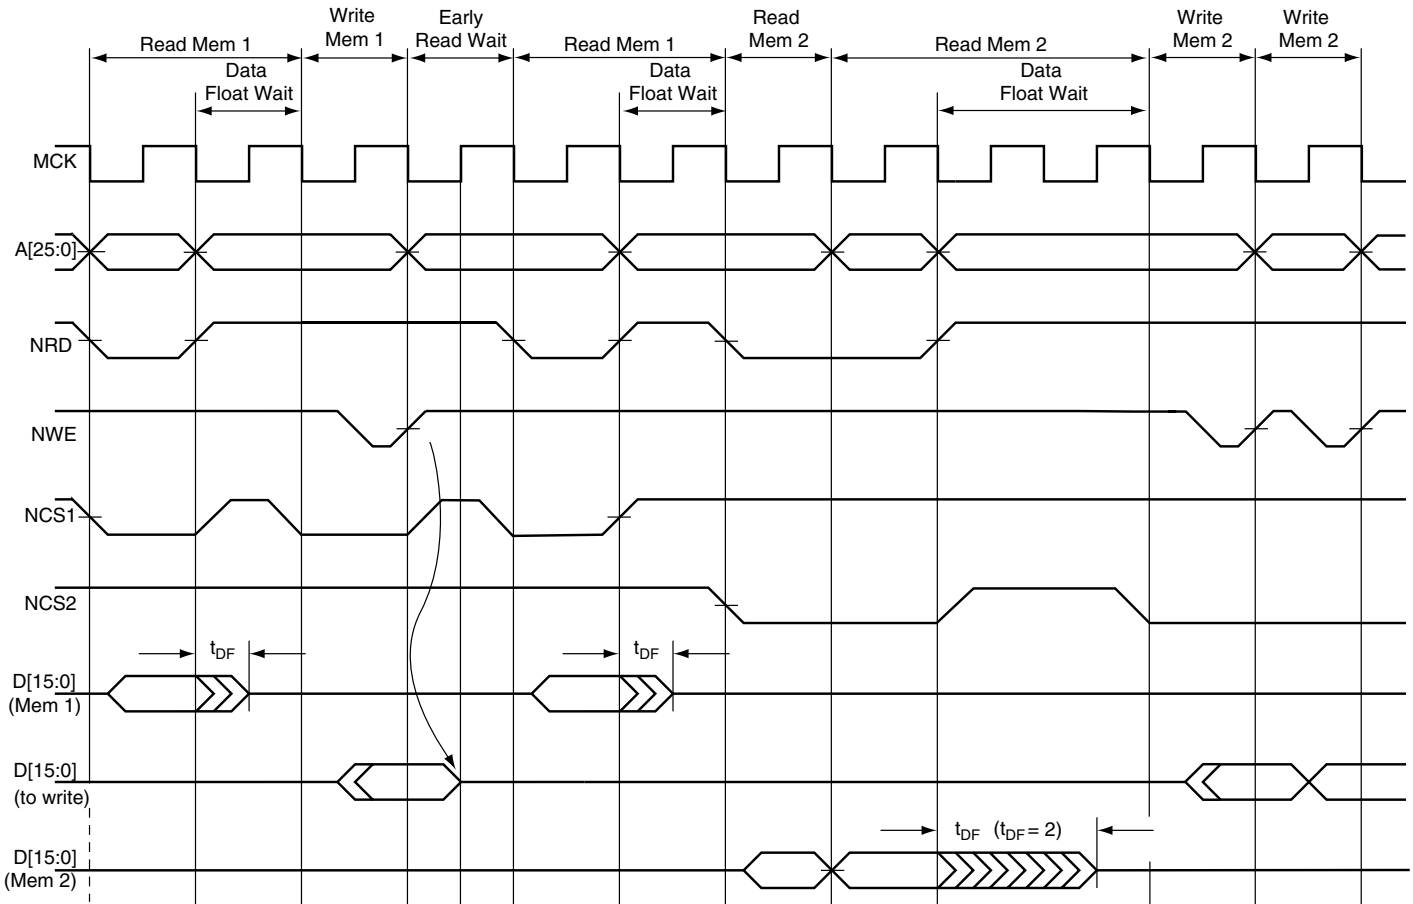 Write
Mem 1
Early
Read Wait
Read
Mem 2
Write
Mem 2
Write
Mem 2
Read Mem 1
Read Mem 1
Read Mem 2
Data
Float Wait
Data
Float Wait
Data
Float Wait
MCK
A[25:0]
NRD
NWE
NCS1
NCS2
tDF
tDF
D[15:0]
(Mem 1)
D[15:0]
(to write)
tDF (tDF = 2)
D[15:0]
(Mem 2)